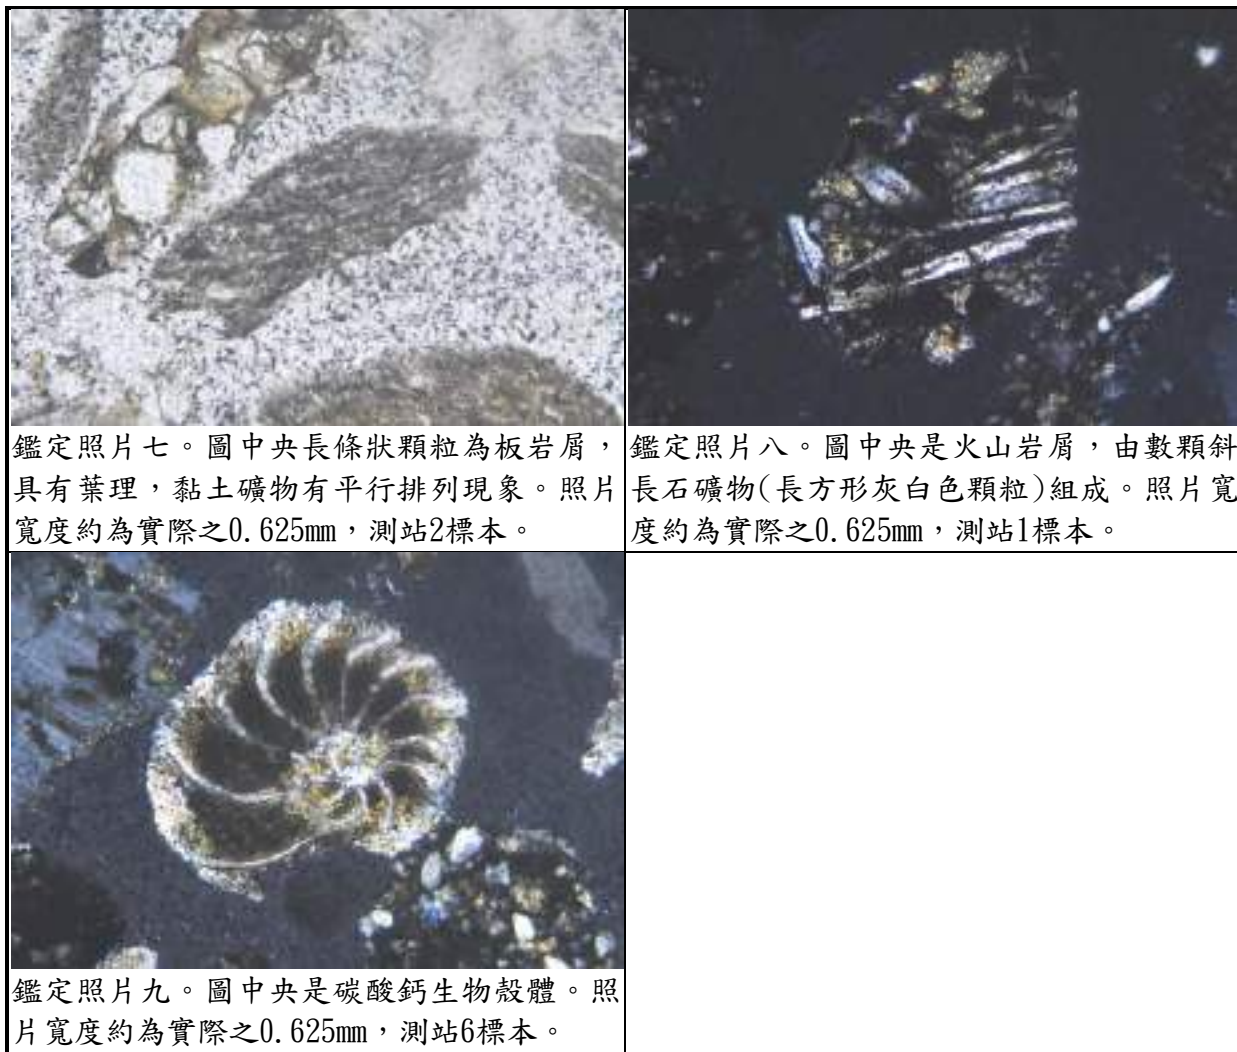 鑑定照片七。圖中央長條狀顆粒為板岩屑，
具有葉理，黏土礦物有平行排列現象。照片
寬度約為實際之0.625mm，測站2標本。
鑑定照片八。圖中央是火山岩屑，由數顆斜
長石礦物(長方形灰白色顆粒)組成。照片寬
度約為實際之0.625mm，測站1標本。
鑑定照片九。圖中央是碳酸鈣生物殼體。照
片寬度約為實際之0.625mm，測站6標本。